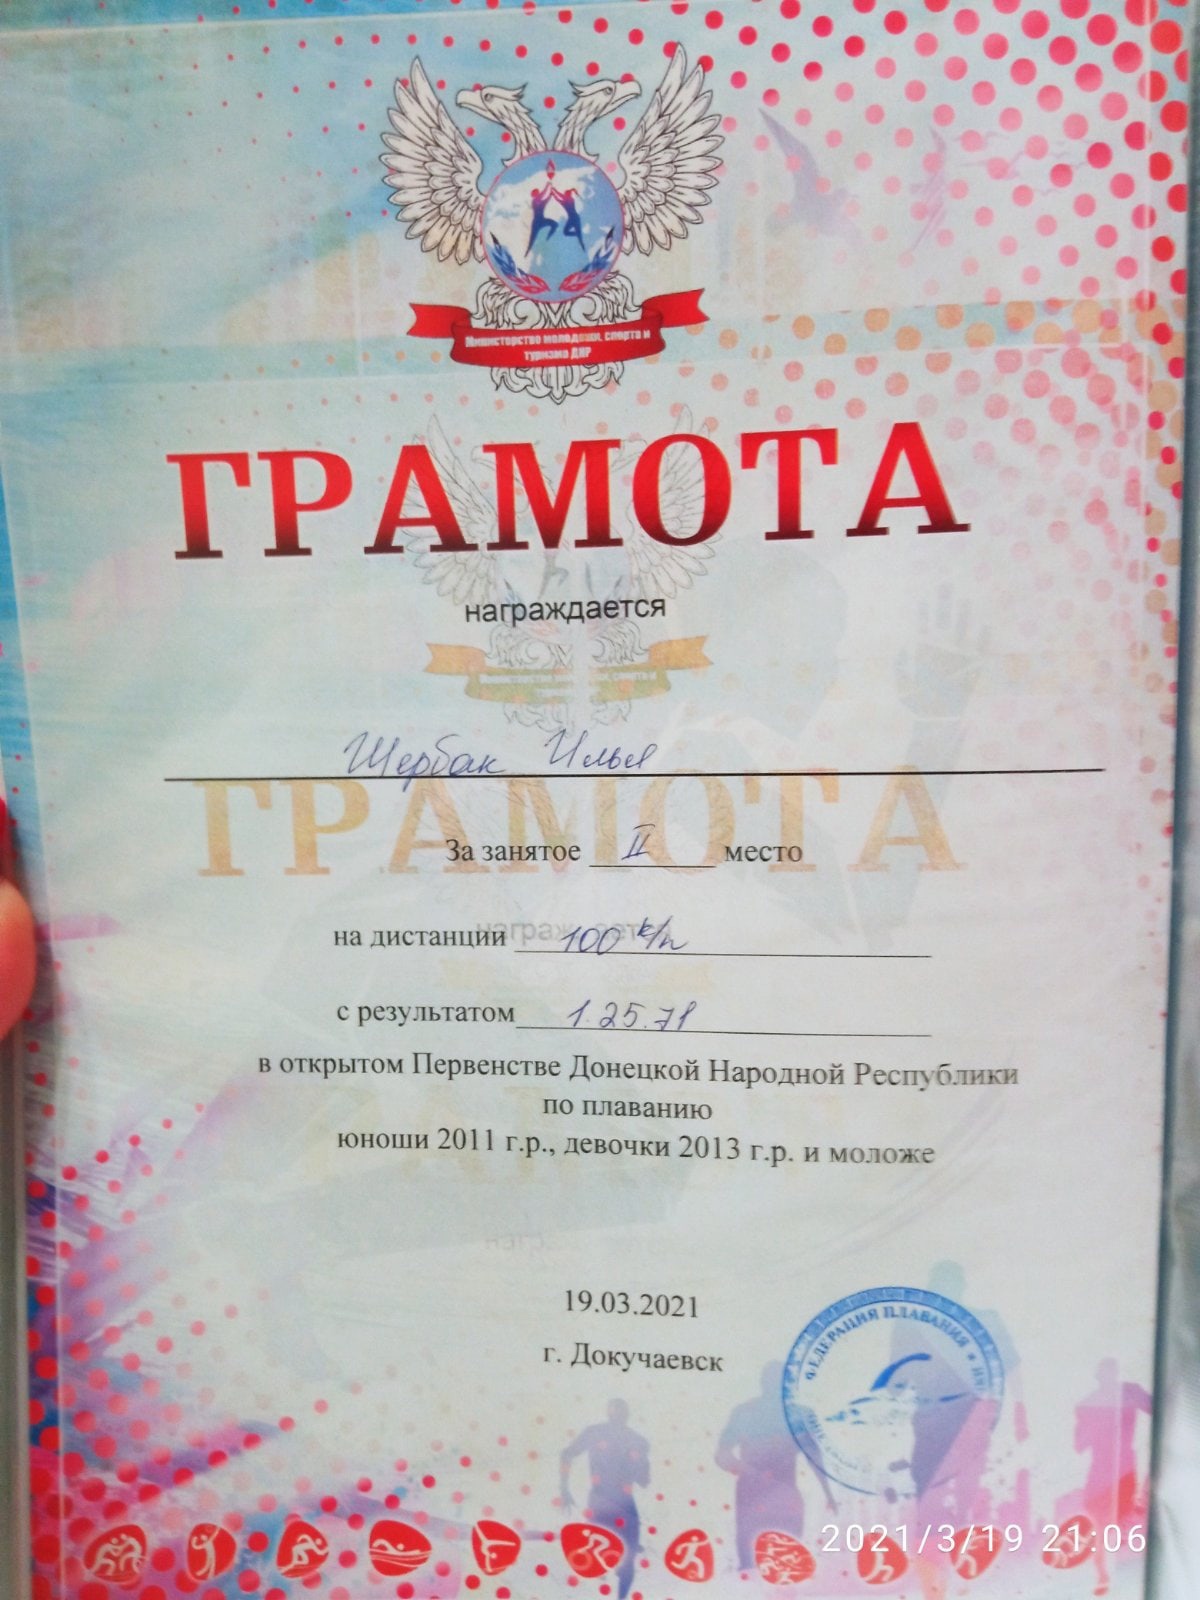 Министерство молодежи, спорта и
туризма ДНР
ГРАМОТА
награждается
Щербак Илья
За занятое II место
на дистанции 100 к/п
с результатом 1.25.71
в открытом Первенстве Донецкой Народной Республики
по плаванию
юноши 2011 г.р., девочки 2013 г.р. и моложе
19.03.2021
г. Докучаевск
ФЕДЕРАЦИЯ ПЛАВАНИЯ
2021/3/19 21:06